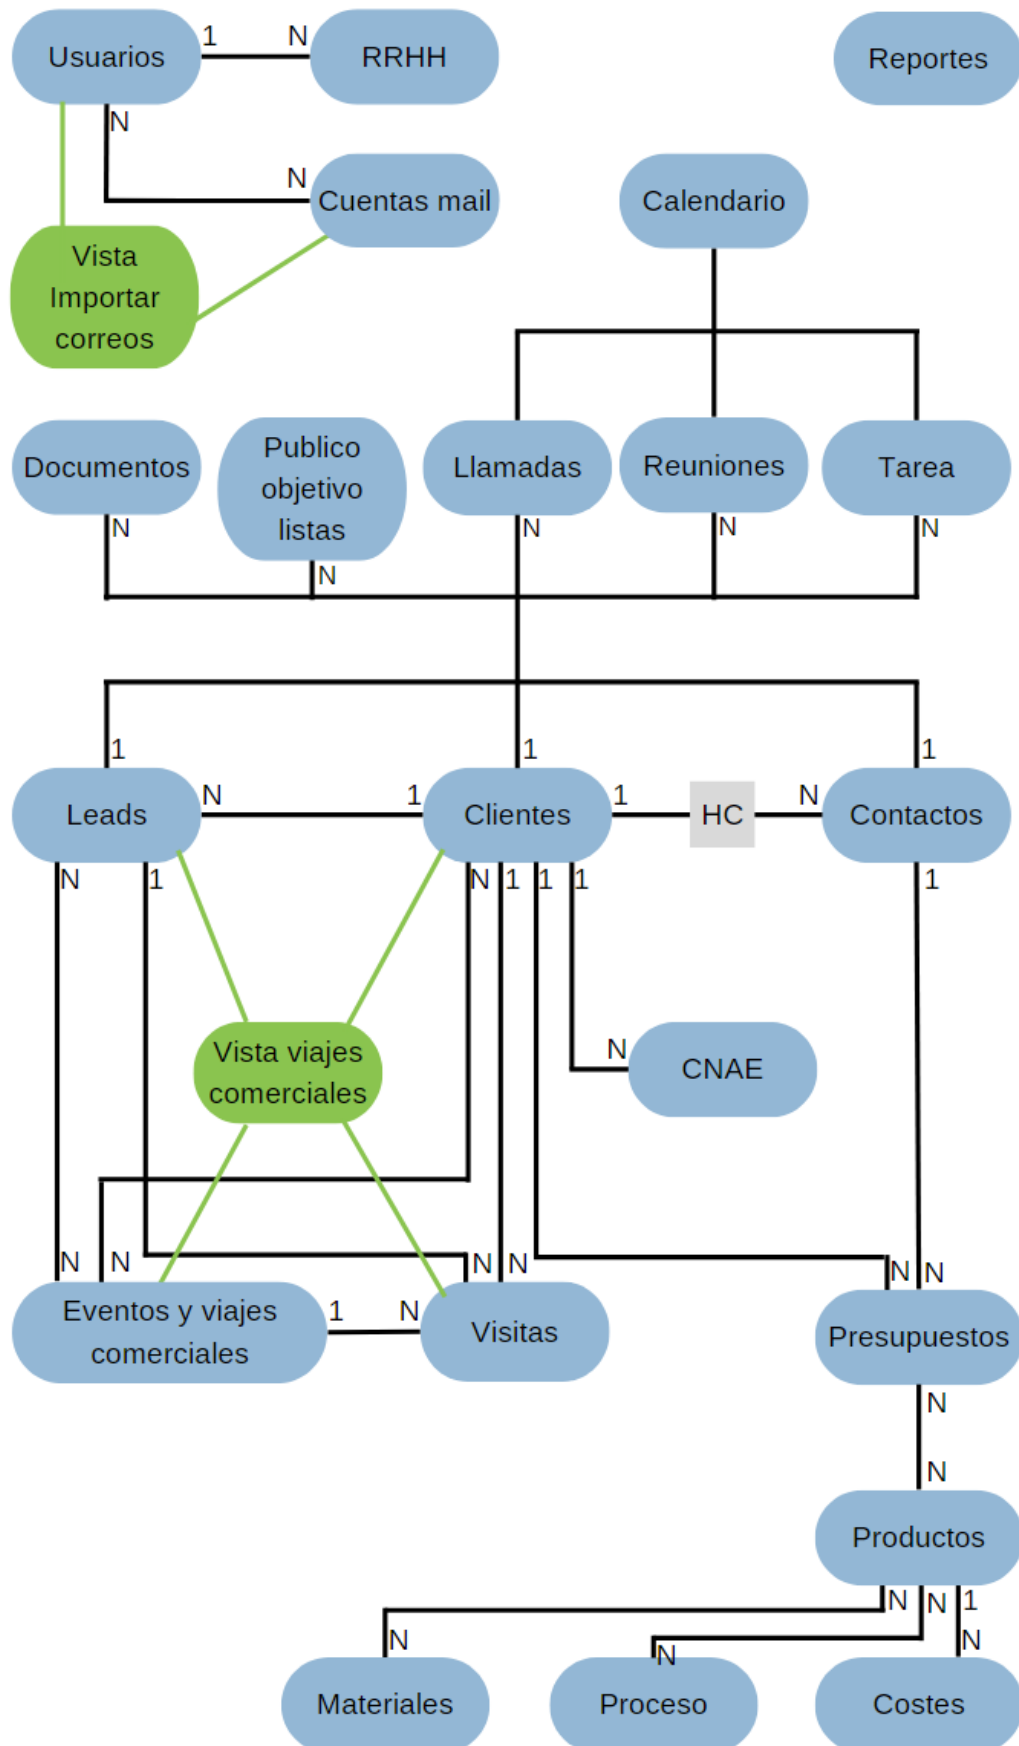 1
N
Usuarios
RRHH
Reportes
N
N
Cuentas mail
Calendario
Vista
Importar
correos
Documentos
Publico
objetivo
listas
Llamadas
Reuniones
Tarea
N
N
N
N
N
1
1
1
Leads
N
1
Clientes
1
HC
N
Contactos
N
1
N
1
1
1
1
Vista viajes
comerciales
N
CNAE
N
N
N
N
N
N
Eventos y viajes
comerciales
1
N
Visitas
Presupuestos
N
N
Productos
N
N
1
N
N
N
Materiales
Proceso
Costes